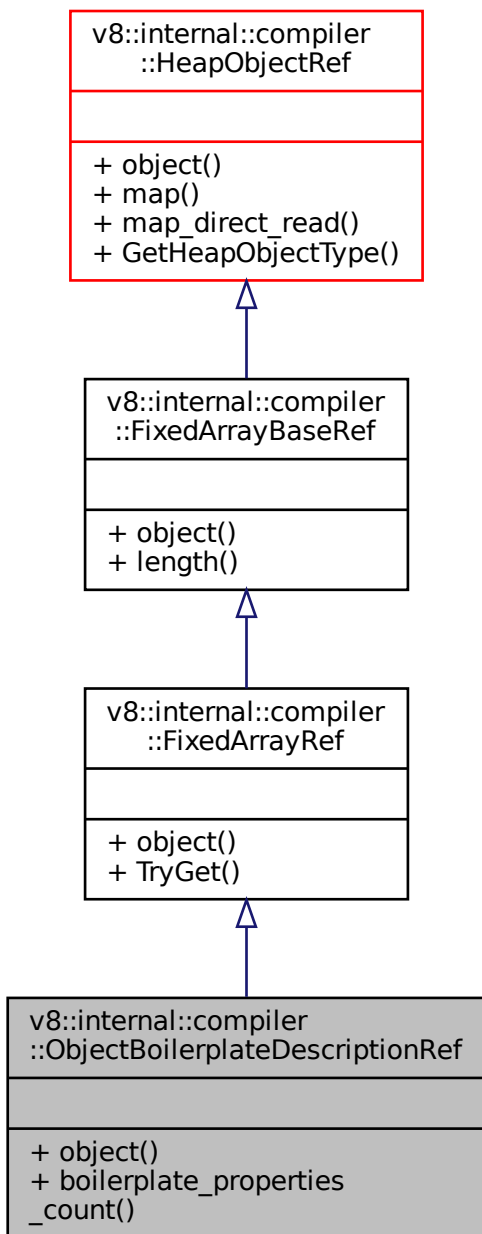 v8::internal::compiler
::HeapObjectRef
+ object()
+ map()
+ map_direct_read()
+ GetHeapObjectType()
v8::internal::compiler
::FixedArrayBaseRef
+ object()
+ length()
v8::internal::compiler
::FixedArrayRef
+ object()
+ TryGet()
v8::internal::compiler
::ObjectBoilerplateDescriptionRef
+ object()
+ boilerplate_properties
_count()